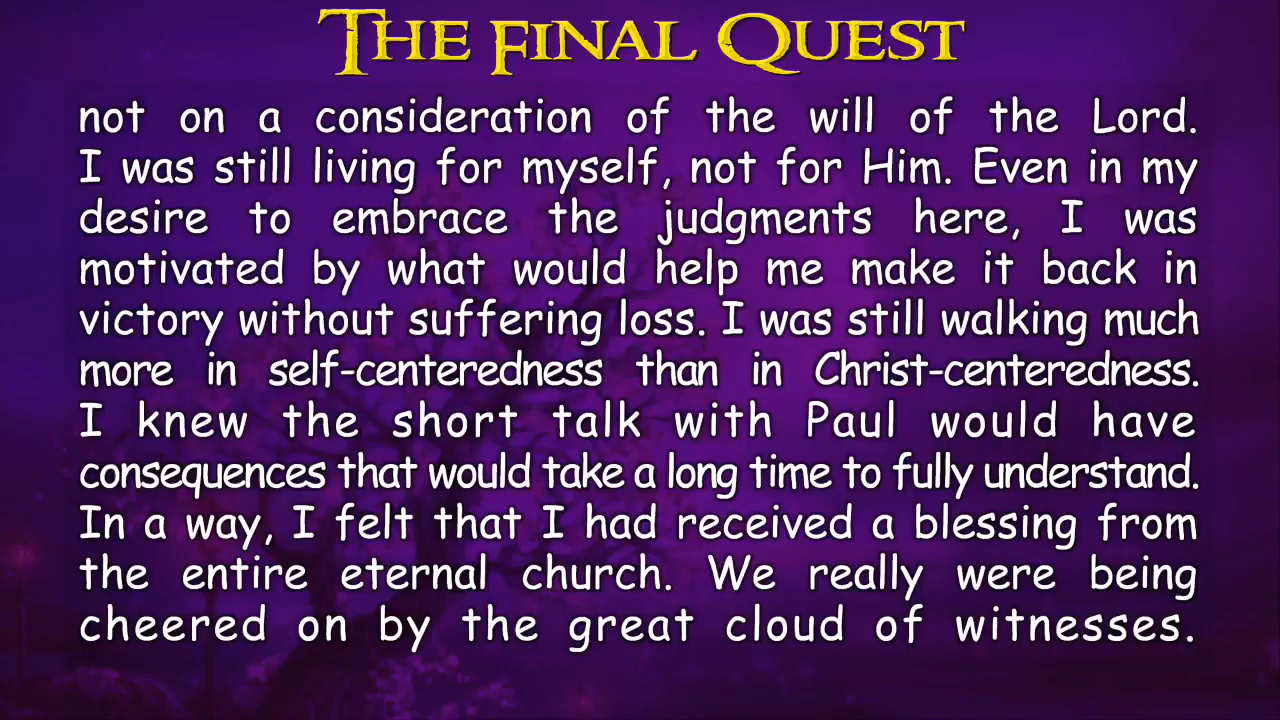 THE FINAL QUEST
not on a consideration of the will of the Lord.
I was still living for myself, not for Him. Even in my
desire to embrace the judgments here, I was
motivated by what would help me make it back in
victory without suffering loss. I was still walking much
more in self-centeredness than in Christ-centeredness.
I knew the short talk with Paul would have
consequences that would take a long time to fully understand.
In a way, I felt that I had received a blessing from
the entire eternal church. We really were being
cheered on by the great cloud of witnesses.